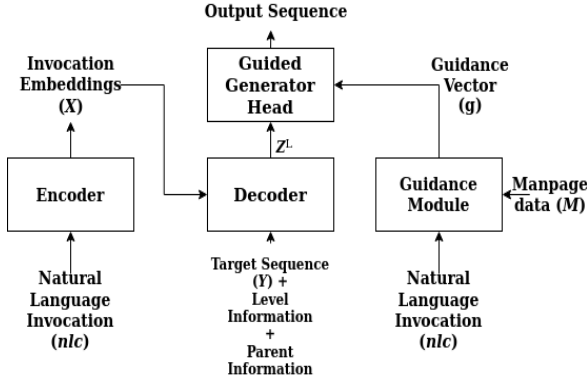 Output Sequence
Invocation
Embeddings
(X)
Guided
Generator
Head
Guidance
Vector
(g)
Z^L
Encoder
Decoder
Guidance
Module
Manpage
data (M)
Natural
Language
Invocation
(nlc)
Target Sequence
(Y) +
Level
Information
+
Parent
Information
Natural
Language
Invocation
(nlc)